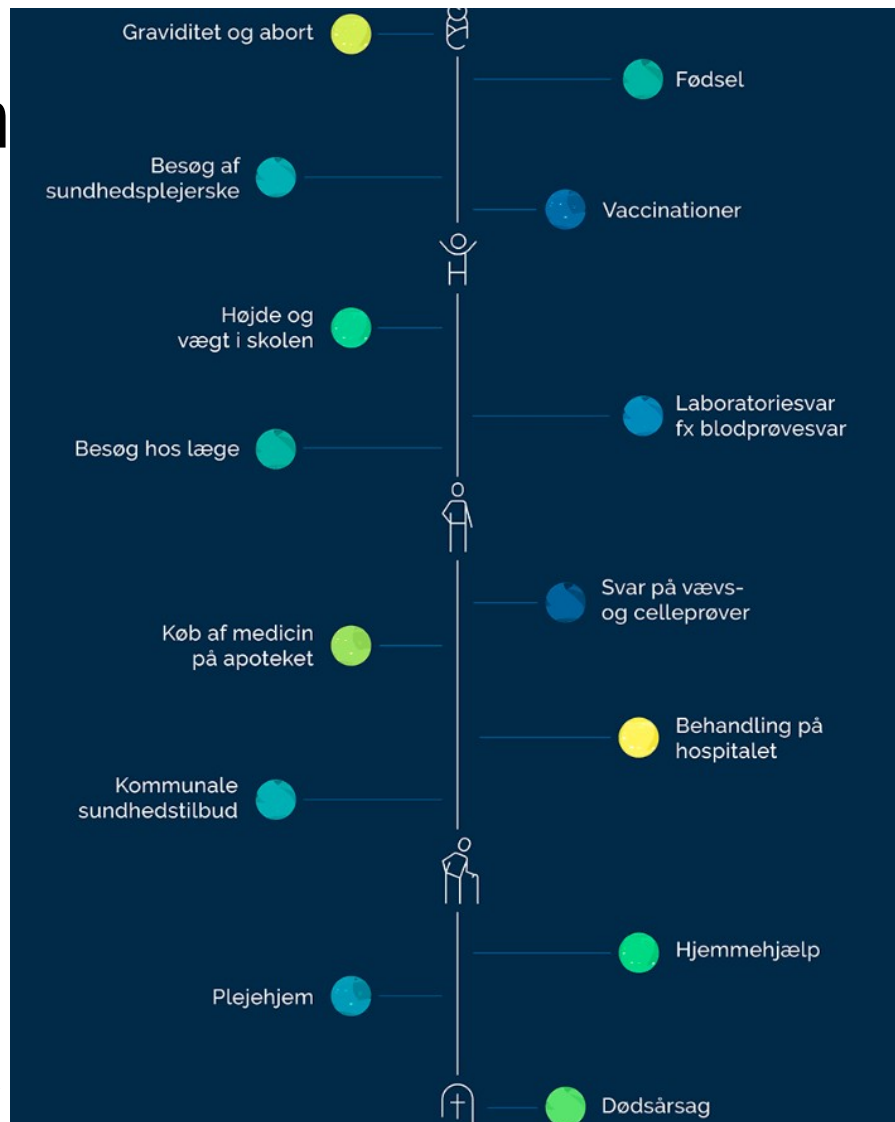 Graviditet og abort
Fødsel
Besøg af
sundhedsplejerske
Vaccinationer
Højde og
vægt i skolen
Laboratoriesvar
fx blodprøvesvar
Besøg hos læge
Svar på vævs-
og celleprøver
Køb af medicin
på apoteket
Behandling på
hospitalet
Kommunale
sundhedstilbud
Hjemmehjælp
Plejehjem
Dødsårsag